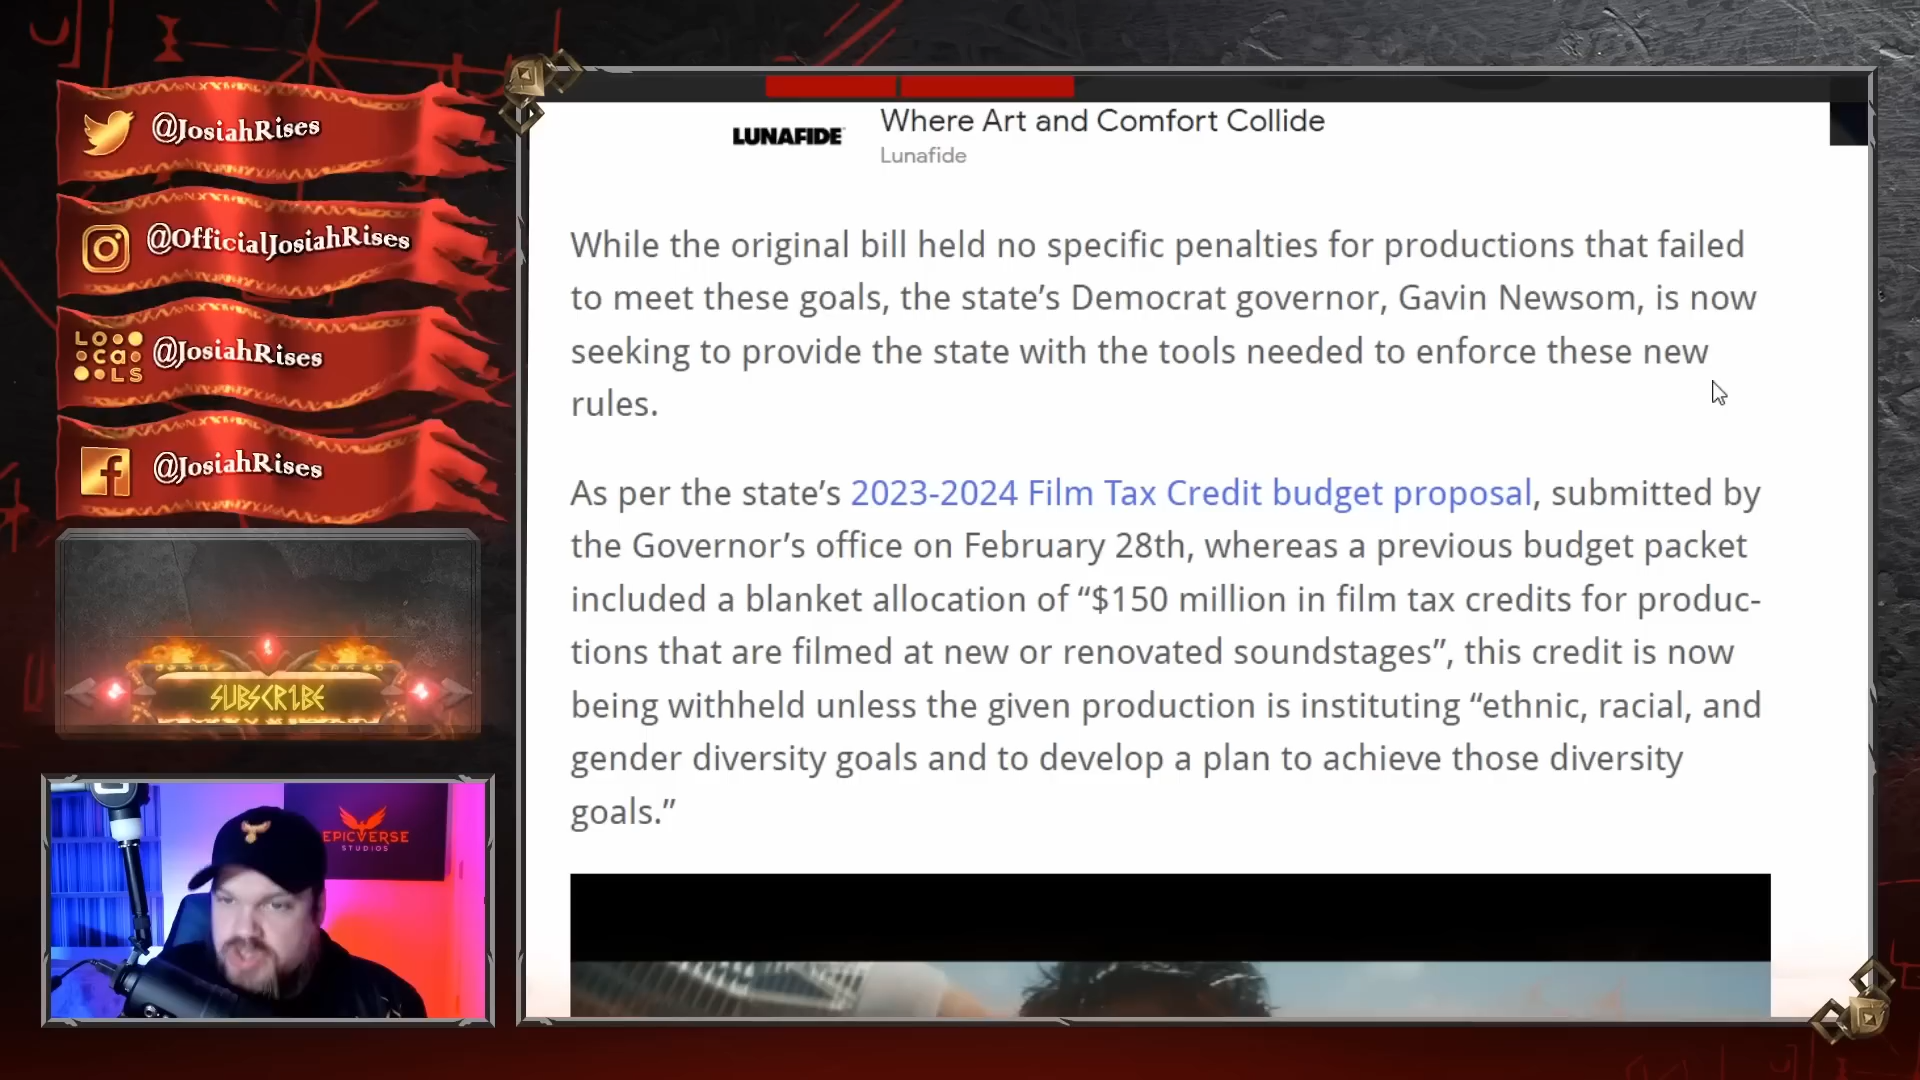 @JosiahRises
@OfficialJosiahRises
LOCALS
@JosiahRises
@JosiahRises
SUBSCRIBE
EPICVERSE
STUDIOS
LUNAFIDE
Where Art and Comfort Collide
Lunafide
While the original bill held no specific penalties for productions that failed
to meet these goals, the state’s Democrat governor, Gavin Newsom, is now
seeking to provide the state with the tools needed to enforce these new
rules.
As per the state’s 2023-2024 Film Tax Credit budget proposal, submitted by
the Governor’s office on February 28th, whereas a previous budget packet
included a blanket allocation of “$150 million in film tax credits for produc-
tions that are filmed at new or renovated soundstages”, this credit is now
being withheld unless the given production is instituting “ethnic, racial, and
gender diversity goals and to develop a plan to achieve those diversity
goals.”